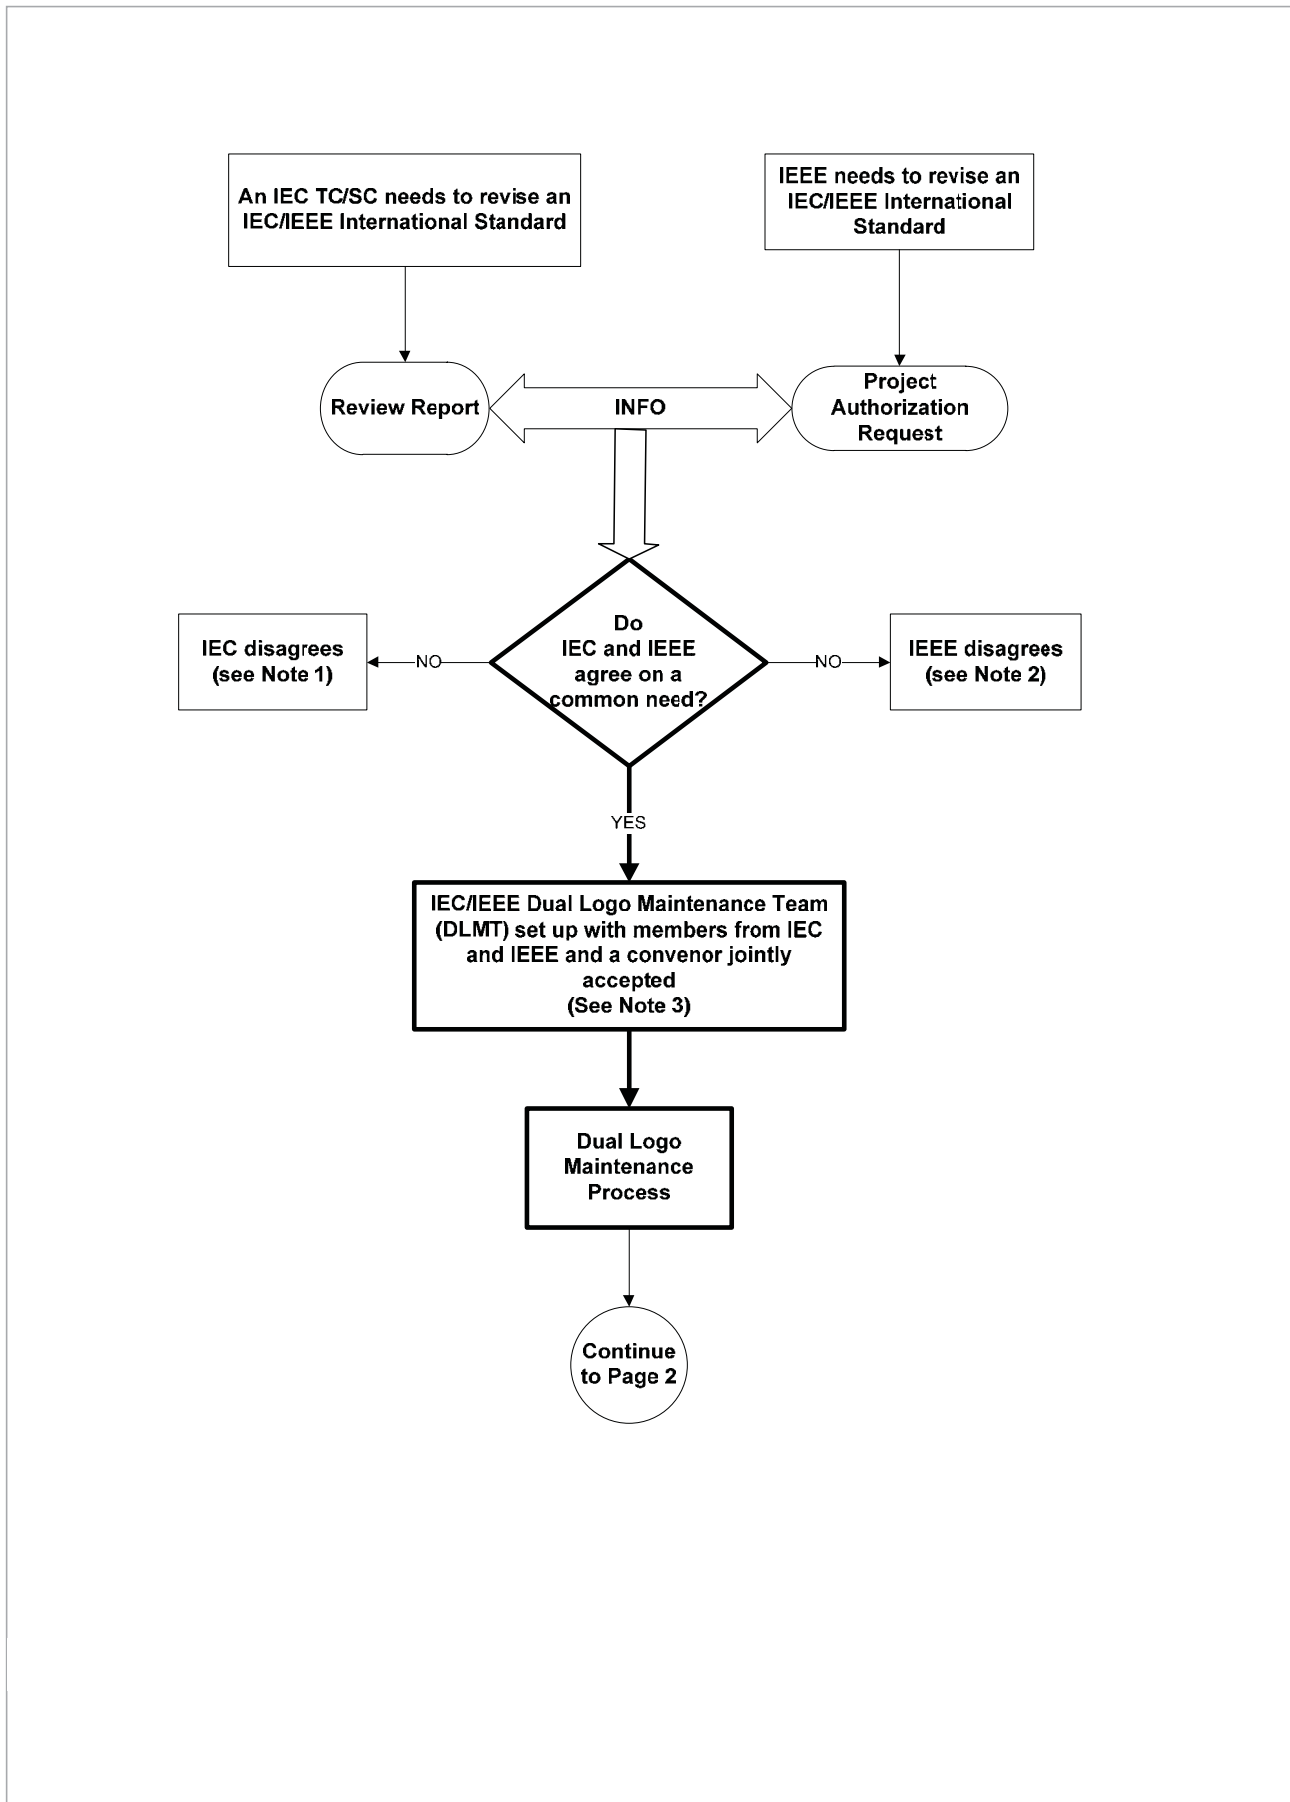 An IEC TC/SC needs to revise an
IEC/IEEE International Standard
IEEE needs to revise an
IEC/IEEE International
Standard
Review Report
INFO
Project
Authorization
Request
Do
IEC and IEEE
agree on a
common need?
IEC disagrees
(see Note 1)
NO
NO
IEEE disagrees
(see Note 2)
YES
IEC/IEEE Dual Logo Maintenance Team
(DLMT) set up with members from IEC
and IEEE and a convenor jointly
accepted
(See Note 3)
Dual Logo
Maintenance
Process
Continue
to Page 2